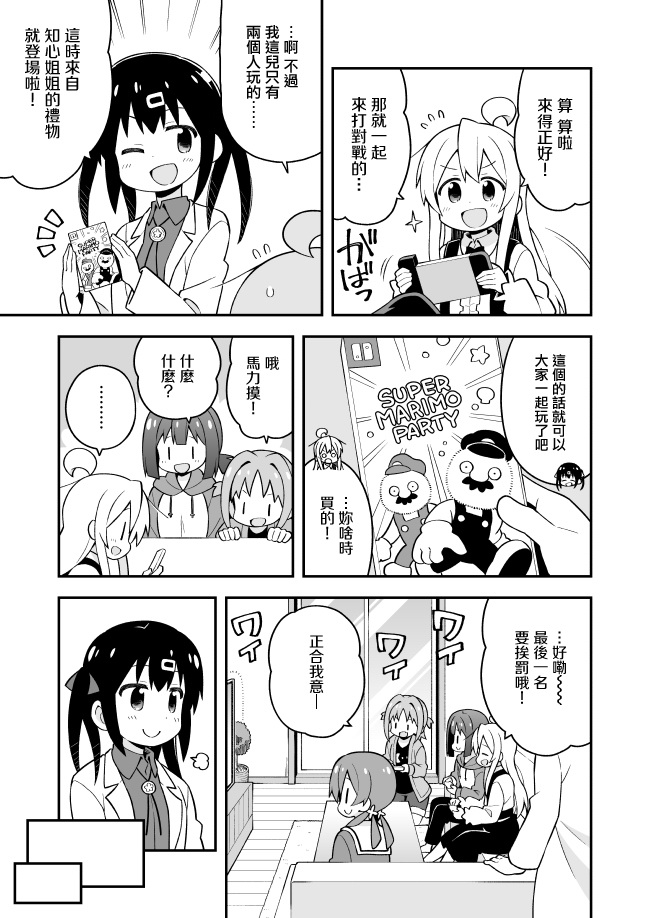 算 算啦
來得正好！
那就一起
來打對戰的…
がばっ
…啊 不過
我這兒只有
兩個人玩的……
這時來自
知心姐姐的禮物
就登場啦！
SUPER
MARIMO
PARTY
這個的話就可以
大家一起玩了吧
SUPER
MARIMO
PARTY
…妳啥時
買的！
哦
馬力摸！
什麼
什麼？
………
…好嘞~~
最後一名
要挨罰哦！
ワイ
ワイ
ワイ
正合我意—